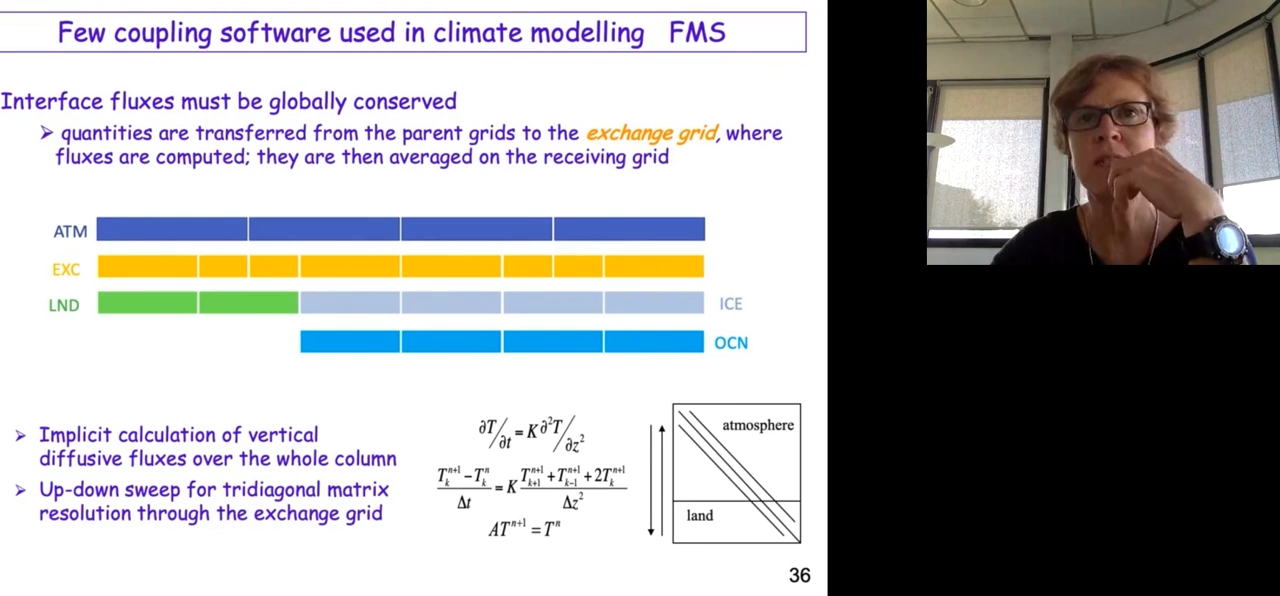 Few coupling software used in climate modelling FMS
Interface fluxes must be globally conserved
➢ quantities are transferred from the parent grids to the exchange grid, where
fluxes are computed; they are then averaged on the receiving grid
ATM
EXC
LND
ICE
OCN
➢ Implicit calculation of vertical
diffusive fluxes over the whole column
➢ Up-down sweep for tridiagonal matrix
resolution through the exchange grid
∂T/∂t = K ∂²T/∂z²
(T_k^{n+1} − T_k^n)/Δt = K (T_{k+1}^{n+1} + T_{k−1}^{n+1} + 2T_k^{n+1})/Δz²
AT^{n+1} = T^n
atmosphere
land
36